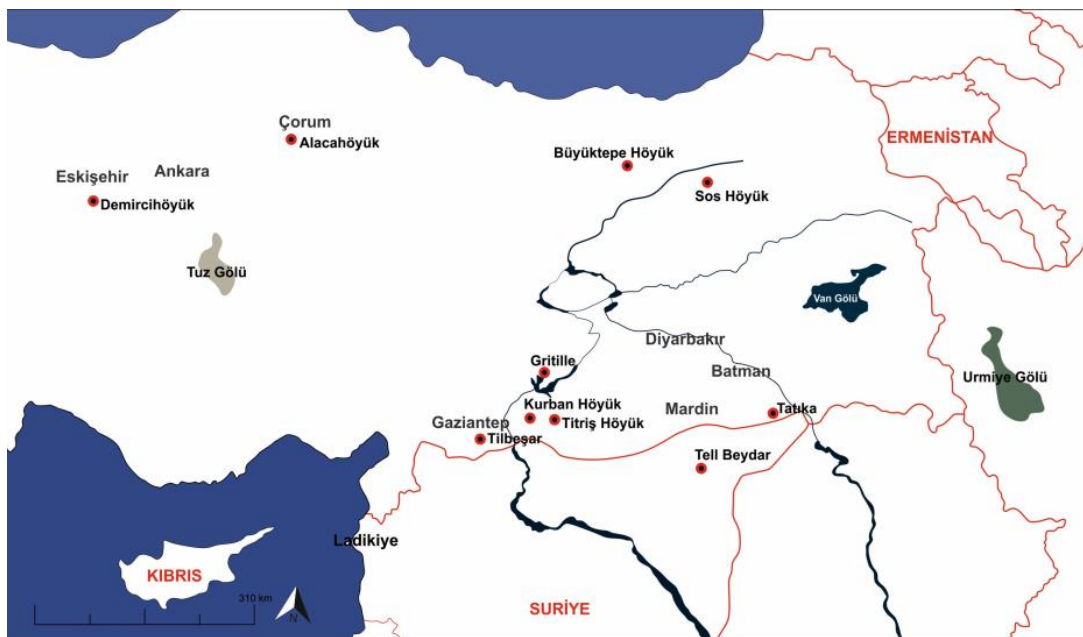 Çorum
Alacahöyük
ERMENİSTAN
Büyüktepe Höyük
Ankara
Eskişehir
Sos Höyük
Demircihöyük
Tuz Gölü
Van Gölü
Diyarbakır
Gritille
Batman
Urmiye Gölü
Kurban Höyük
Mardin
Tatıka
Gaziantep
Titriş Höyük
Tilbeşar
Tell Beydar
Ladikiye
KIBRIS
310 km
N
SURİYE